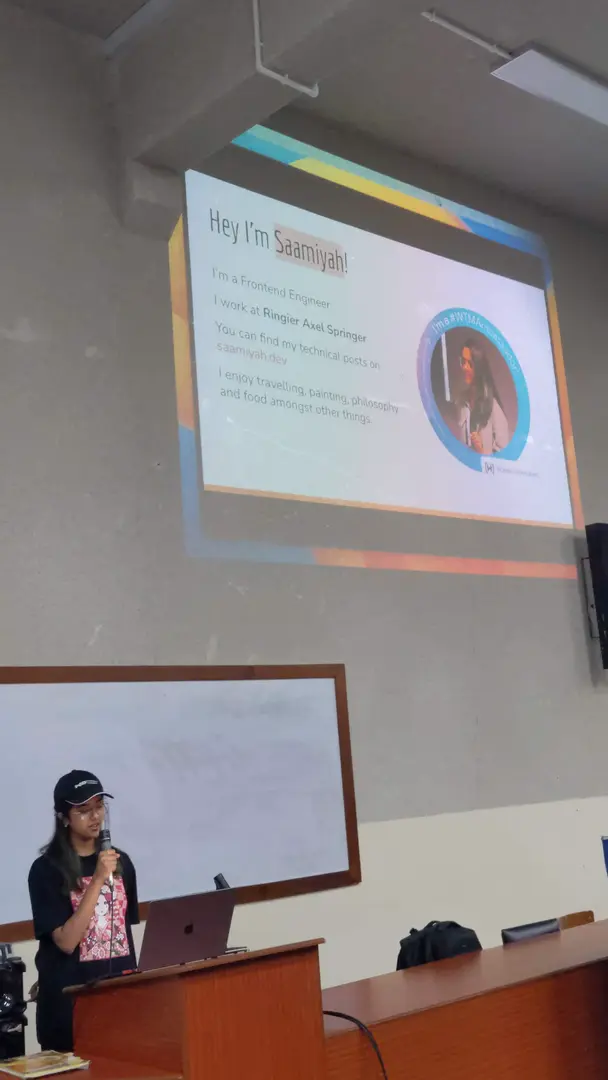 Hey I'm Saamiyah!
I'm a Frontend Engineer
I work at Ringier Axel Springer
You can find my technical posts on
saamiyah.dev
I enjoy travelling, painting, philosophy
and food amongst other things.
I'm a #WTM